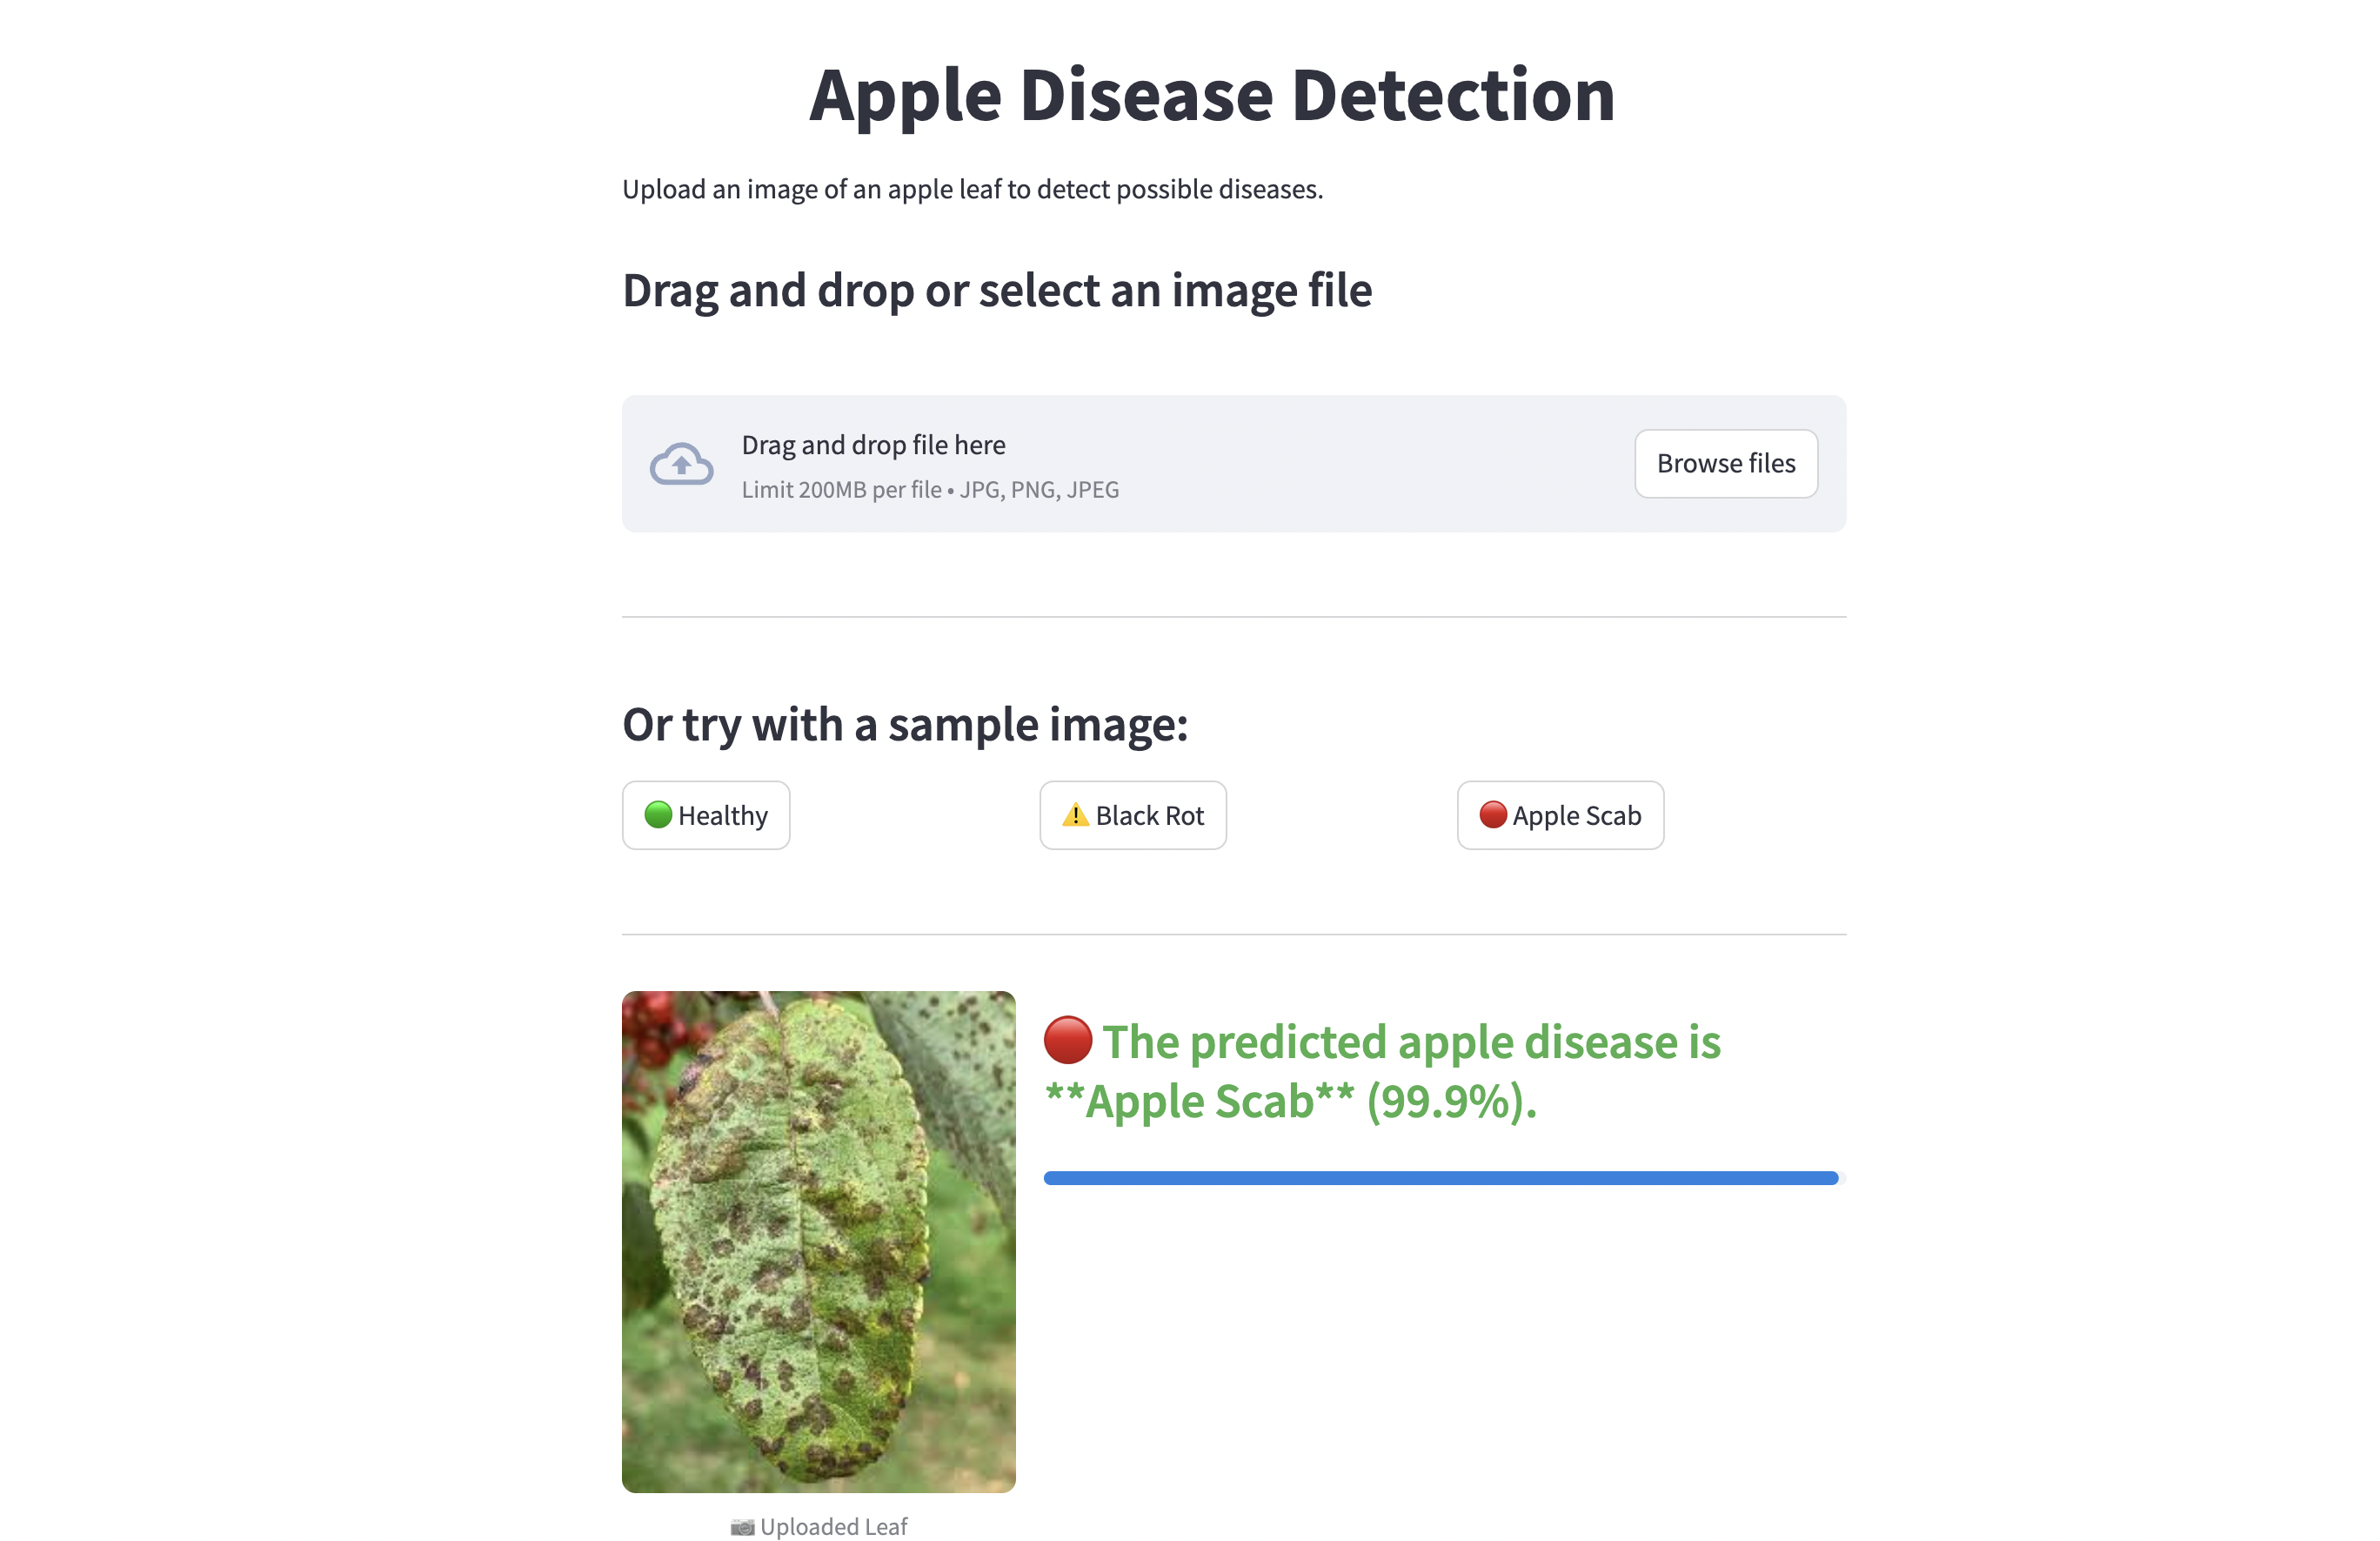 Apple Disease Detection
Upload an image of an apple leaf to detect possible diseases.
Drag and drop or select an image file
Drag and drop file here
Limit 200MB per file • JPG, PNG, JPEG
Browse files
Or try with a sample image:
🟢 Healthy
⚠️ Black Rot
🔴 Apple Scab
🔴 The predicted apple disease is
**Apple Scab** (99.9%).
📷 Uploaded Leaf